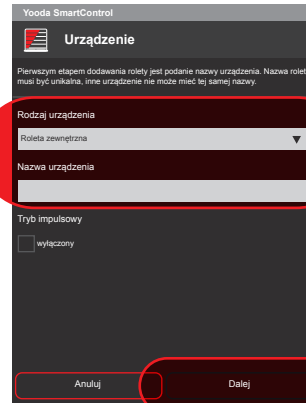 Yooda SmartControl
Urządzenie
Pierwszym etapem dodawania rolety jest podanie nazwy urządzenia. Nazwa rolet
musi być unikalna, inne urządzenie nie może mieć tej samej nazwy.
Rodzaj urządzenia
Roleta zewnętrzna
Nazwa urządzenia
Tryb impulsowy
wyłączony
Anuluj Dalej